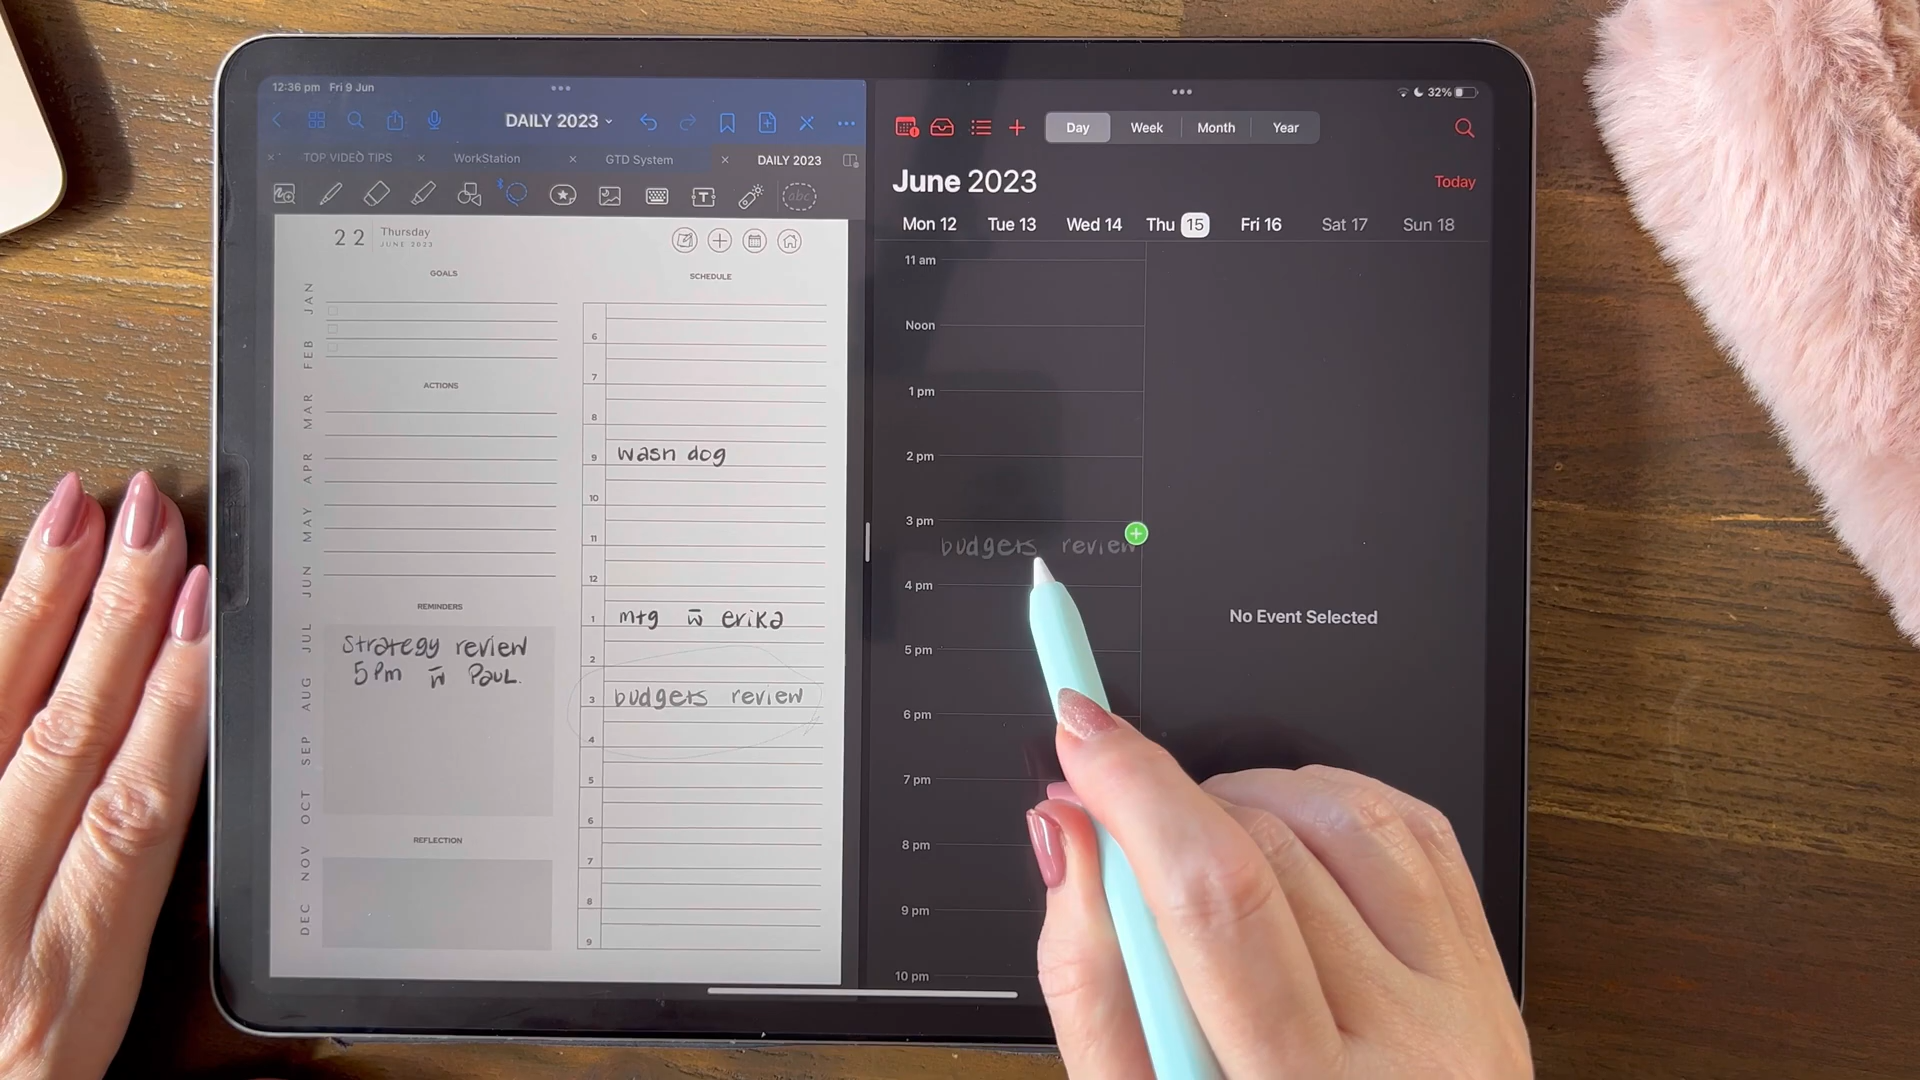 12:36 pm Fri 9 Jun
DAILY 2023
TOP VIDEO TIPS
WorkStation
GTD System
DAILY 2023
T
abc
22
Thursday
JUNE 2023
GOALS
ACTIONS
REMINDERS
Strategy review
5Pm w̄ PauL.
REFLECTION
JAN
FEB
MAR
APR
MAY
JUN
JUL
AUG
SEP
OCT
NOV
DEC
SCHEDULE
6
7
8
9 wash dog
10
11
12
1 mtg w̄ erika
2
3 budgets review
4
5
6
7
8
9
32%
Day Week Month Year
June 2023
Today
Mon 12 Tue 13 Wed 14 Thu 15 Fri 16 Sat 17 Sun 18
11 am
Noon
1 pm
2 pm
3 pm
budgets review
4 pm
5 pm
6 pm
7 pm
8 pm
9 pm
10 pm
No Event Selected